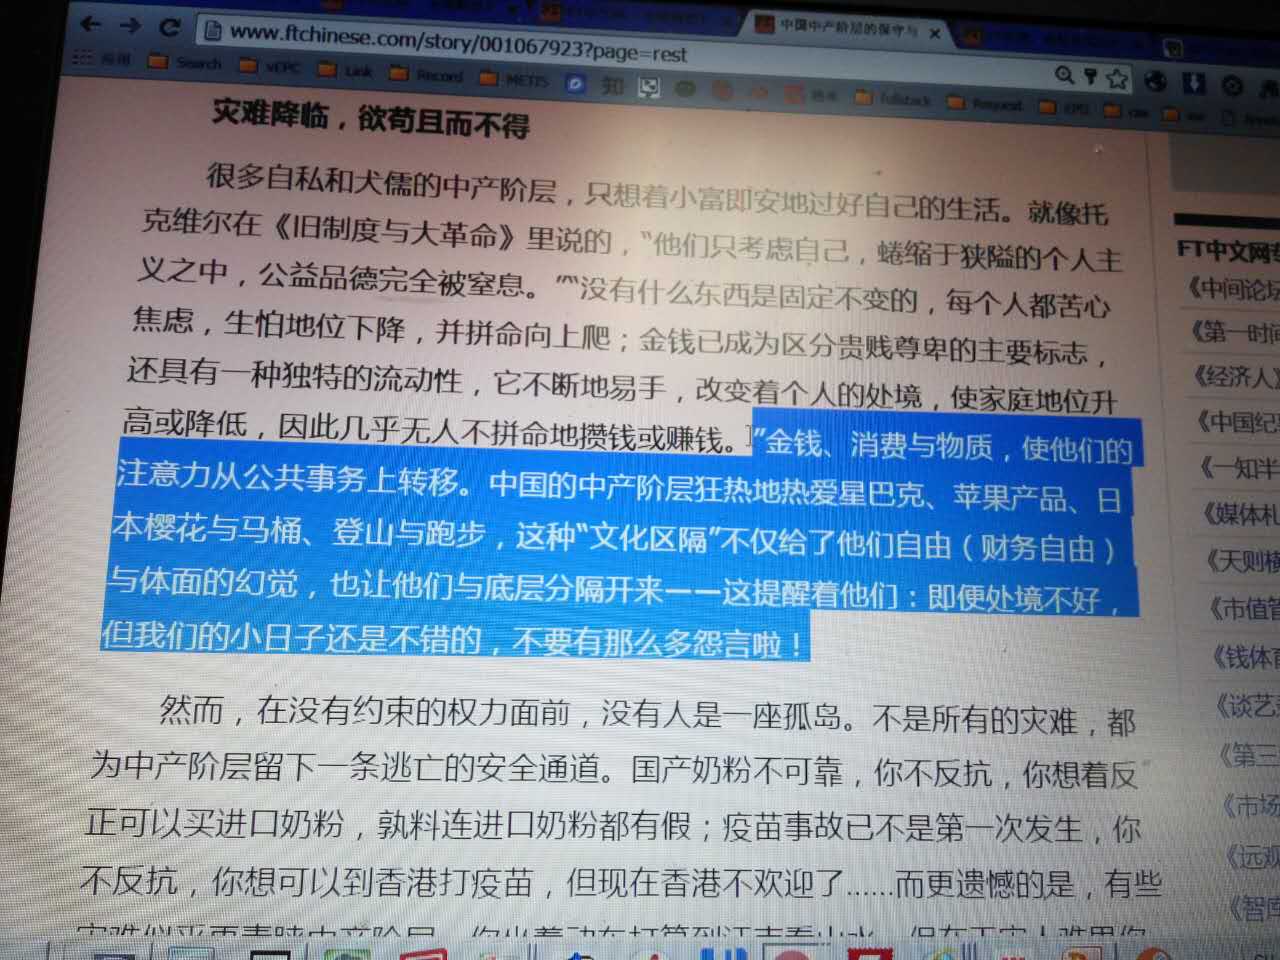 中国中产阶层的保守与
www.ftchinese.com/story/001067923?page=rest
应用 Search vEPC Link Record METIS 知 Fullstack Request
灾难降临，欲苟且而不得
很多自私和犬儒的中产阶层，只想着小富即安地过好自己的生活。就像托
克维尔在《旧制度与大革命》里说的，“他们只考虑自己，蜷缩于狭隘的个人主
义之中，公益品德完全被窒息。”“没有什么东西是固定不变的，每个人都苦心
焦虑，生怕地位下降，并拼命向上爬；金钱已成为区分贵贱尊卑的主要标志，
还具有一种独特的流动性，它不断地易手，改变着个人的处境，使家庭地位升
高或降低，因此几乎无人不拼命地攒钱或赚钱。”金钱、消费与物质，使他们的
注意力从公共事务上转移。中国的中产阶层狂热地热爱星巴克、苹果产品、日
本樱花与马桶、登山与跑步，这种“文化区隔”不仅给了他们自由（财务自由）
与体面的幻觉，也让他们与底层分隔开来——这提醒着他们：即便处境不好，
但我们的小日子还是不错的，不要有那么多怨言啦！
然而，在没有约束的权力面前，没有人是一座孤岛。不是所有的灾难，都
为中产阶层留下一条逃亡的安全通道。国产奶粉不可靠，你不反抗，你想着反
正可以买进口奶粉，孰料连进口奶粉都有假；疫苗事故已不是第一次发生，你
不反抗，你想可以到香港打疫苗，但现在香港不欢迎了……而更遗憾的是，有些
FT中文网
《中间论坛
《第一时间
《经济人
《中国纪
《一知半
《媒体札
《天则横
《市值管
《钱体育
《谈艺
《第三
《市场
《远观
《智库